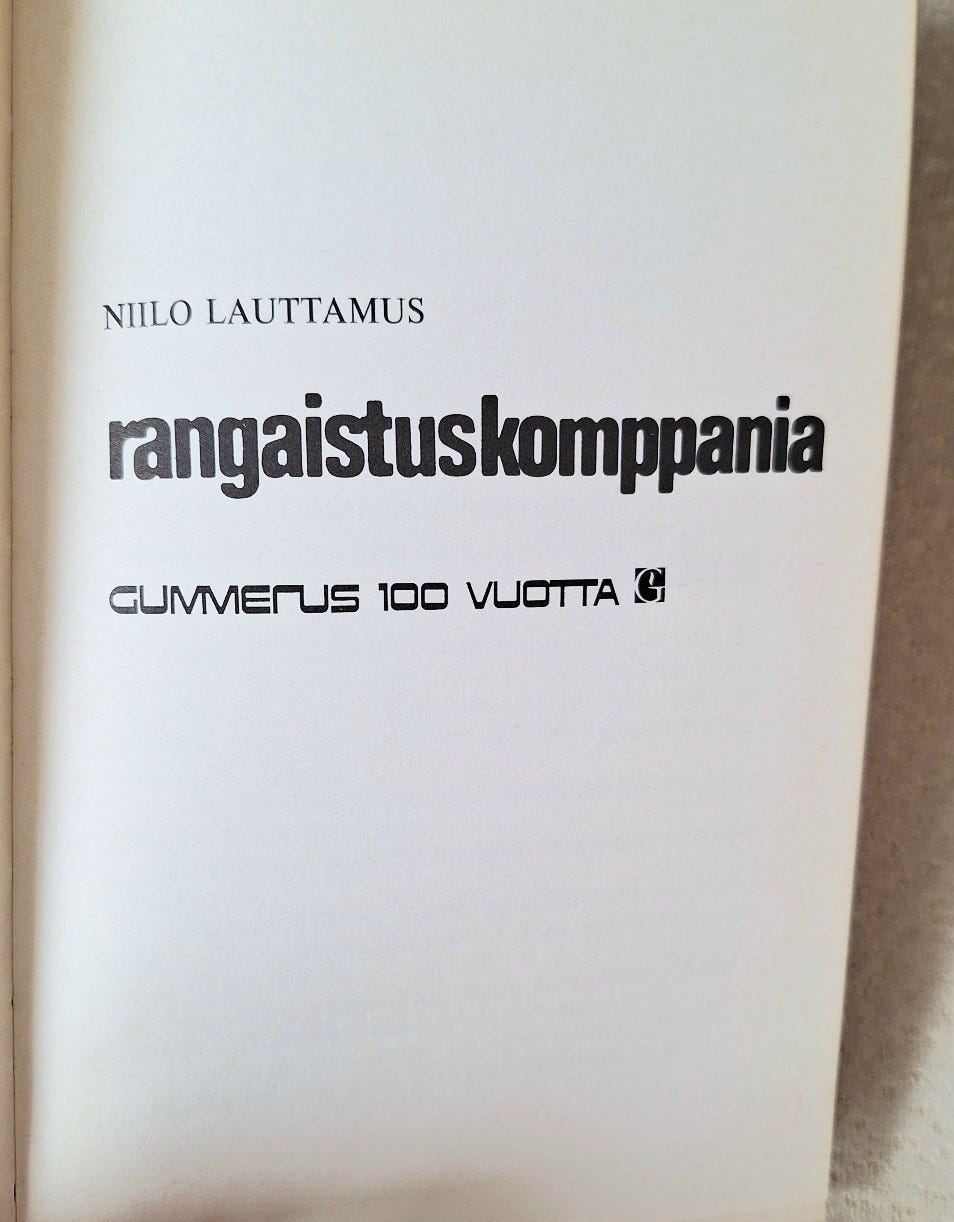 NIILO LAUTTAMUS
rangaistuskomppania
GUMMERUS 100 VUOTTA G